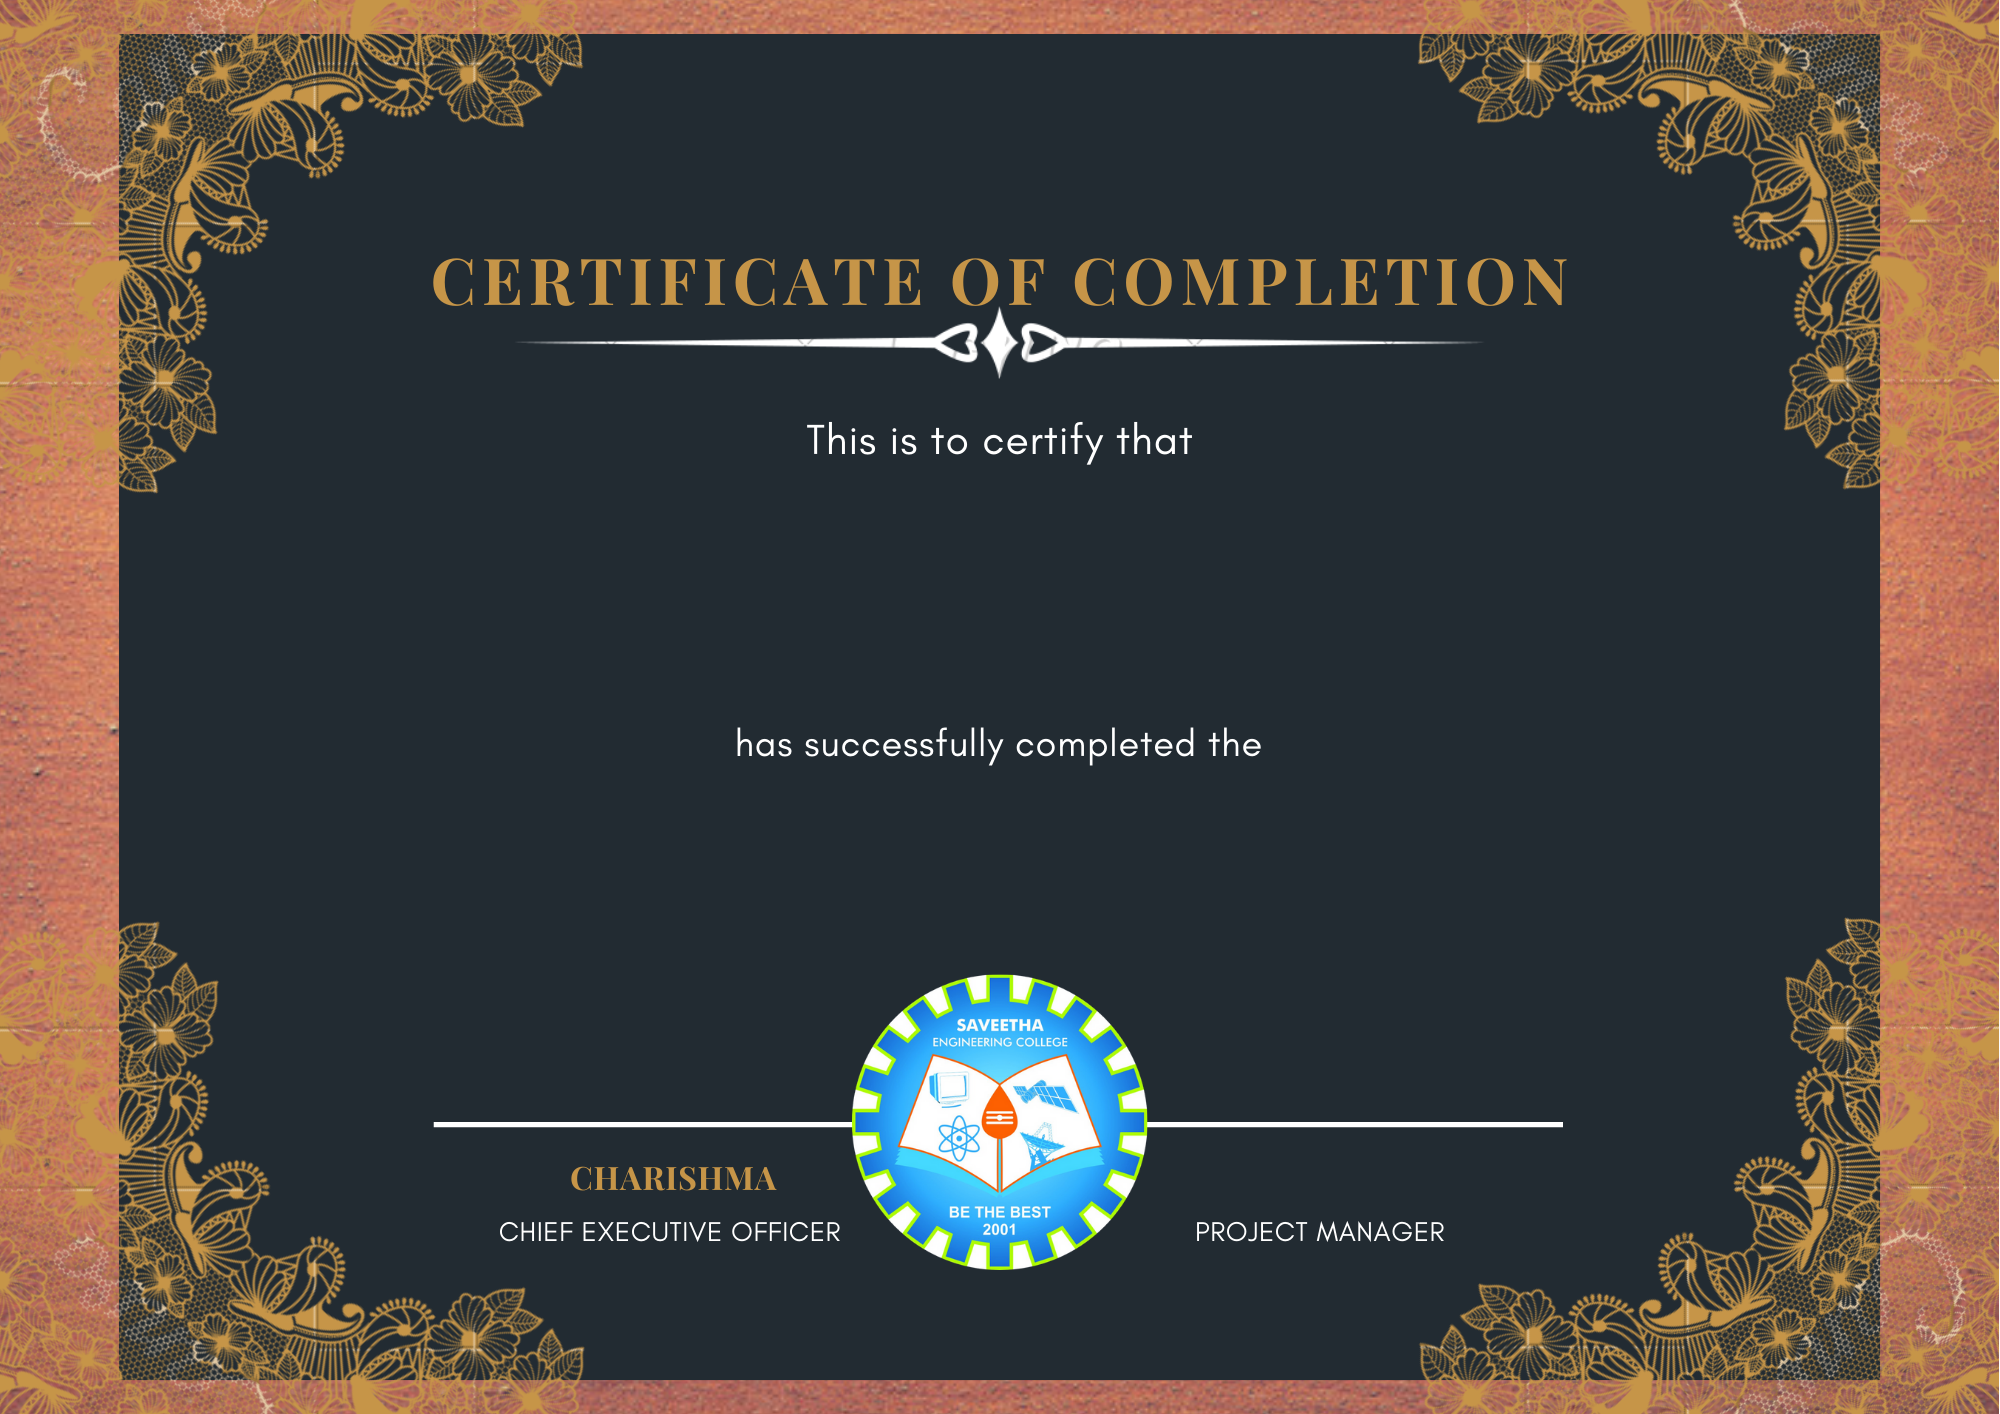 CERTIFICATE OF COMPLETION
This is to certify that
has successfully completed the
SAVEETHA
ENGINEERING COLLEGE
BE THE BEST
2001
CHARISHMA
CHIEF EXECUTIVE OFFICER
PROJECT MANAGER